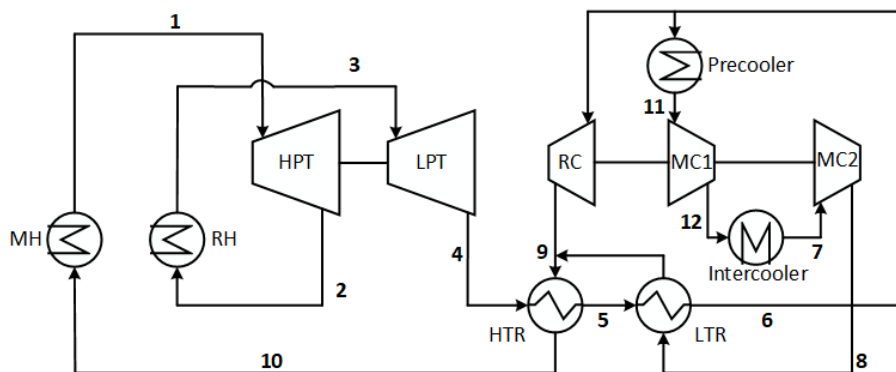 1
3
Precooler
11
HPT
LPT
RC
MC1
MC2
MH
RH
12
7
Intercooler
4
9
2
HTR
5
LTR
6
10
8